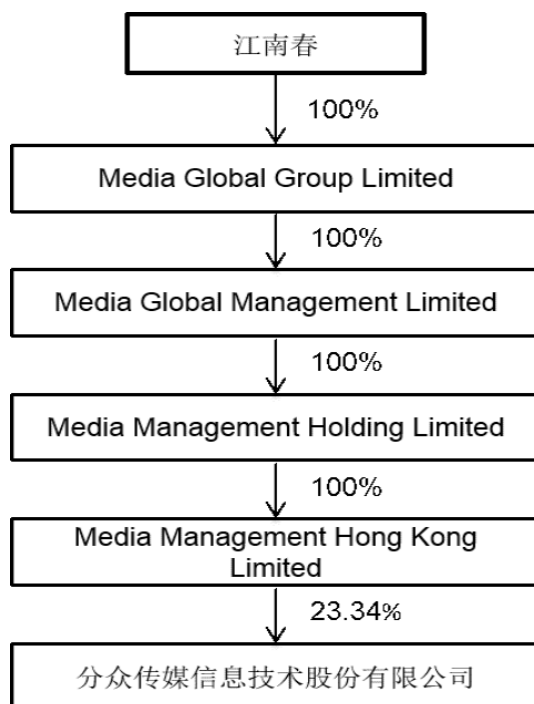 江南春
100%
Media Global Group Limited
100%
Media Global Management Limited
100%
Media Management Holding Limited
100%
Media Management Hong Kong
Limited
23.34%
分众传媒信息技术股份有限公司